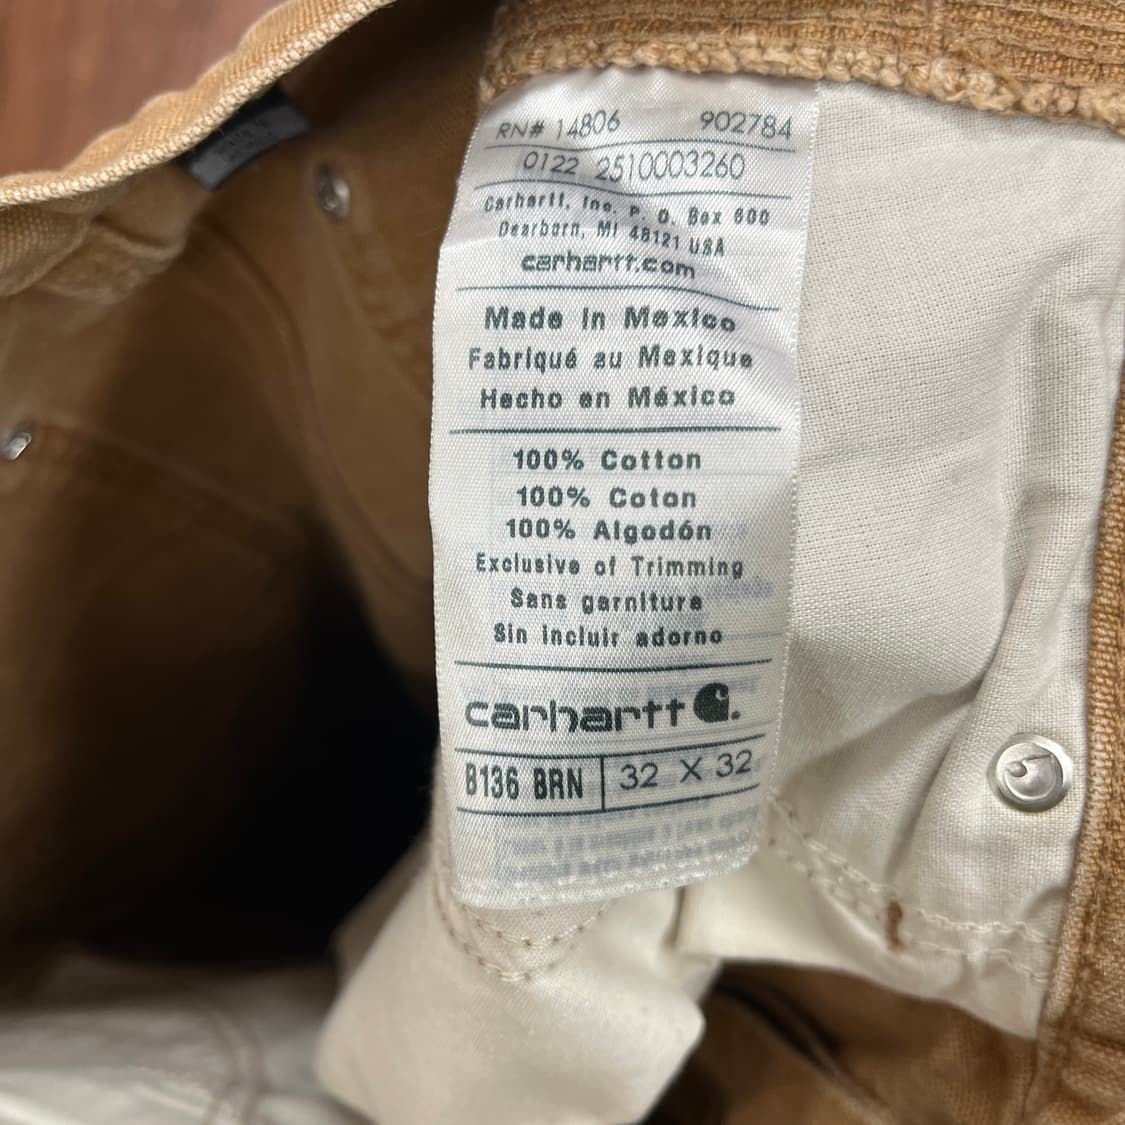 RN# 14806 902784
0122 2510003260
Carhartt, Inc. P. O. Box 600
Dearborn, MI 48121 USA
carhartt.com
Made In Mexico
Fabriqué au Mexique
Hecho en México
100% Cotton
100% Coton
100% Algodón
Exclusive of Trimming
Sans garniture
Sin incluir adorno
carhartt
B136 BRN 32 X 32